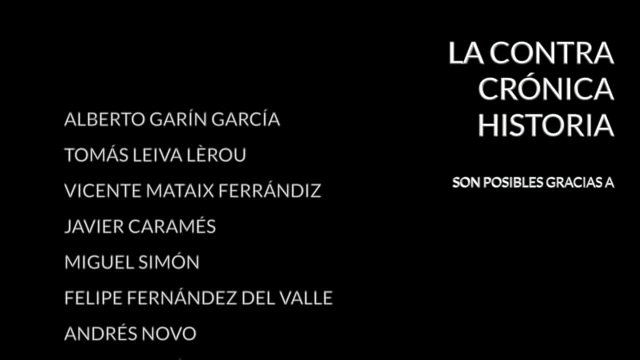 LA CONTRA
CRÓNICA
HISTORIA
SON POSIBLES GRACIAS A
ALBERTO GARÍN GARCÍA
TOMÁS LEIVA LÈROU
VICENTE MATAIX FERRÁNDIZ
JAVIER CARAMÉS
MIGUEL SIMÓN
FELIPE FERNÁNDEZ DEL VALLE
ANDRÉS NOVO